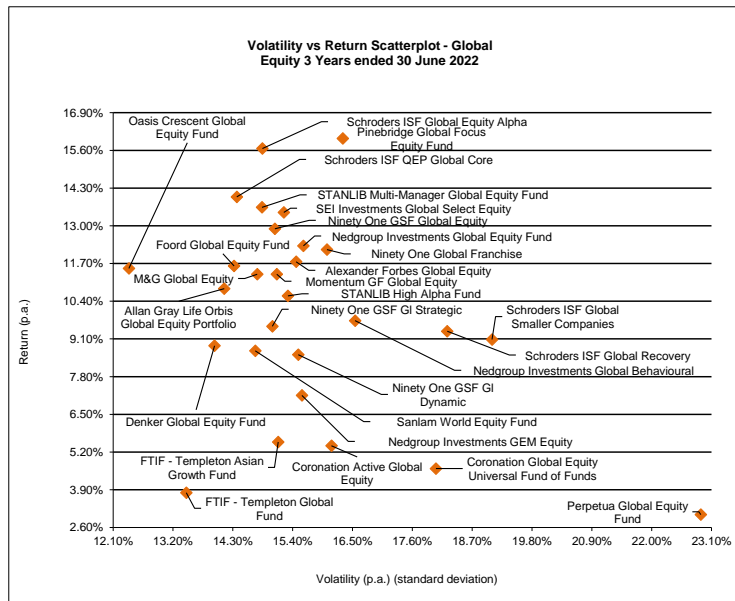 Volatility vs Return Scatterplot - Global
Equity 3 Years ended 30 June 2022
16.90%
15.60%
14.30%
13.00%
11.70%
10.40%
9.10%
7.80%
6.50%
5.20%
3.90%
2.60%
Return (p.a.)
Oasis Crescent Global
Equity Fund
Schroders ISF Global Equity Alpha
Pinebridge Global Focus
Equity Fund
Schroders ISF QEP Global Core
STANLIB Multi-Manager Global Equity Fund
SEI Investments Global Select Equity
Ninety One GSF Global Equity
Nedgroup Investments Global Equity Fund
Foord Global Equity Fund
Ninety One Global Franchise
Alexander Forbes Global Equity
M&G Global Equity
Momentum GF Global Equity
STANLIB High Alpha Fund
Allan Gray Life Orbis
Global Equity Portfolio
Ninety One GSF Gl Strategic
Schroders ISF Global
Smaller Companies
Schroders ISF Global Recovery
Nedgroup Investments Global Behavioural
Ninety One GSF Gl
Dynamic
Denker Global Equity Fund
Sanlam World Equity Fund
Nedgroup Investments GEM Equity
FTIF - Templeton Asian
Growth Fund
Coronation Active Global
Equity
Coronation Global Equity
Universal Fund of Funds
FTIF - Templeton Global
Fund
Perpetua Global Equity
Fund
12.10% 13.20% 14.30% 15.40% 16.50% 17.60% 18.70% 19.80% 20.90% 22.00% 23.10%
Volatility (p.a.) (standard deviation)